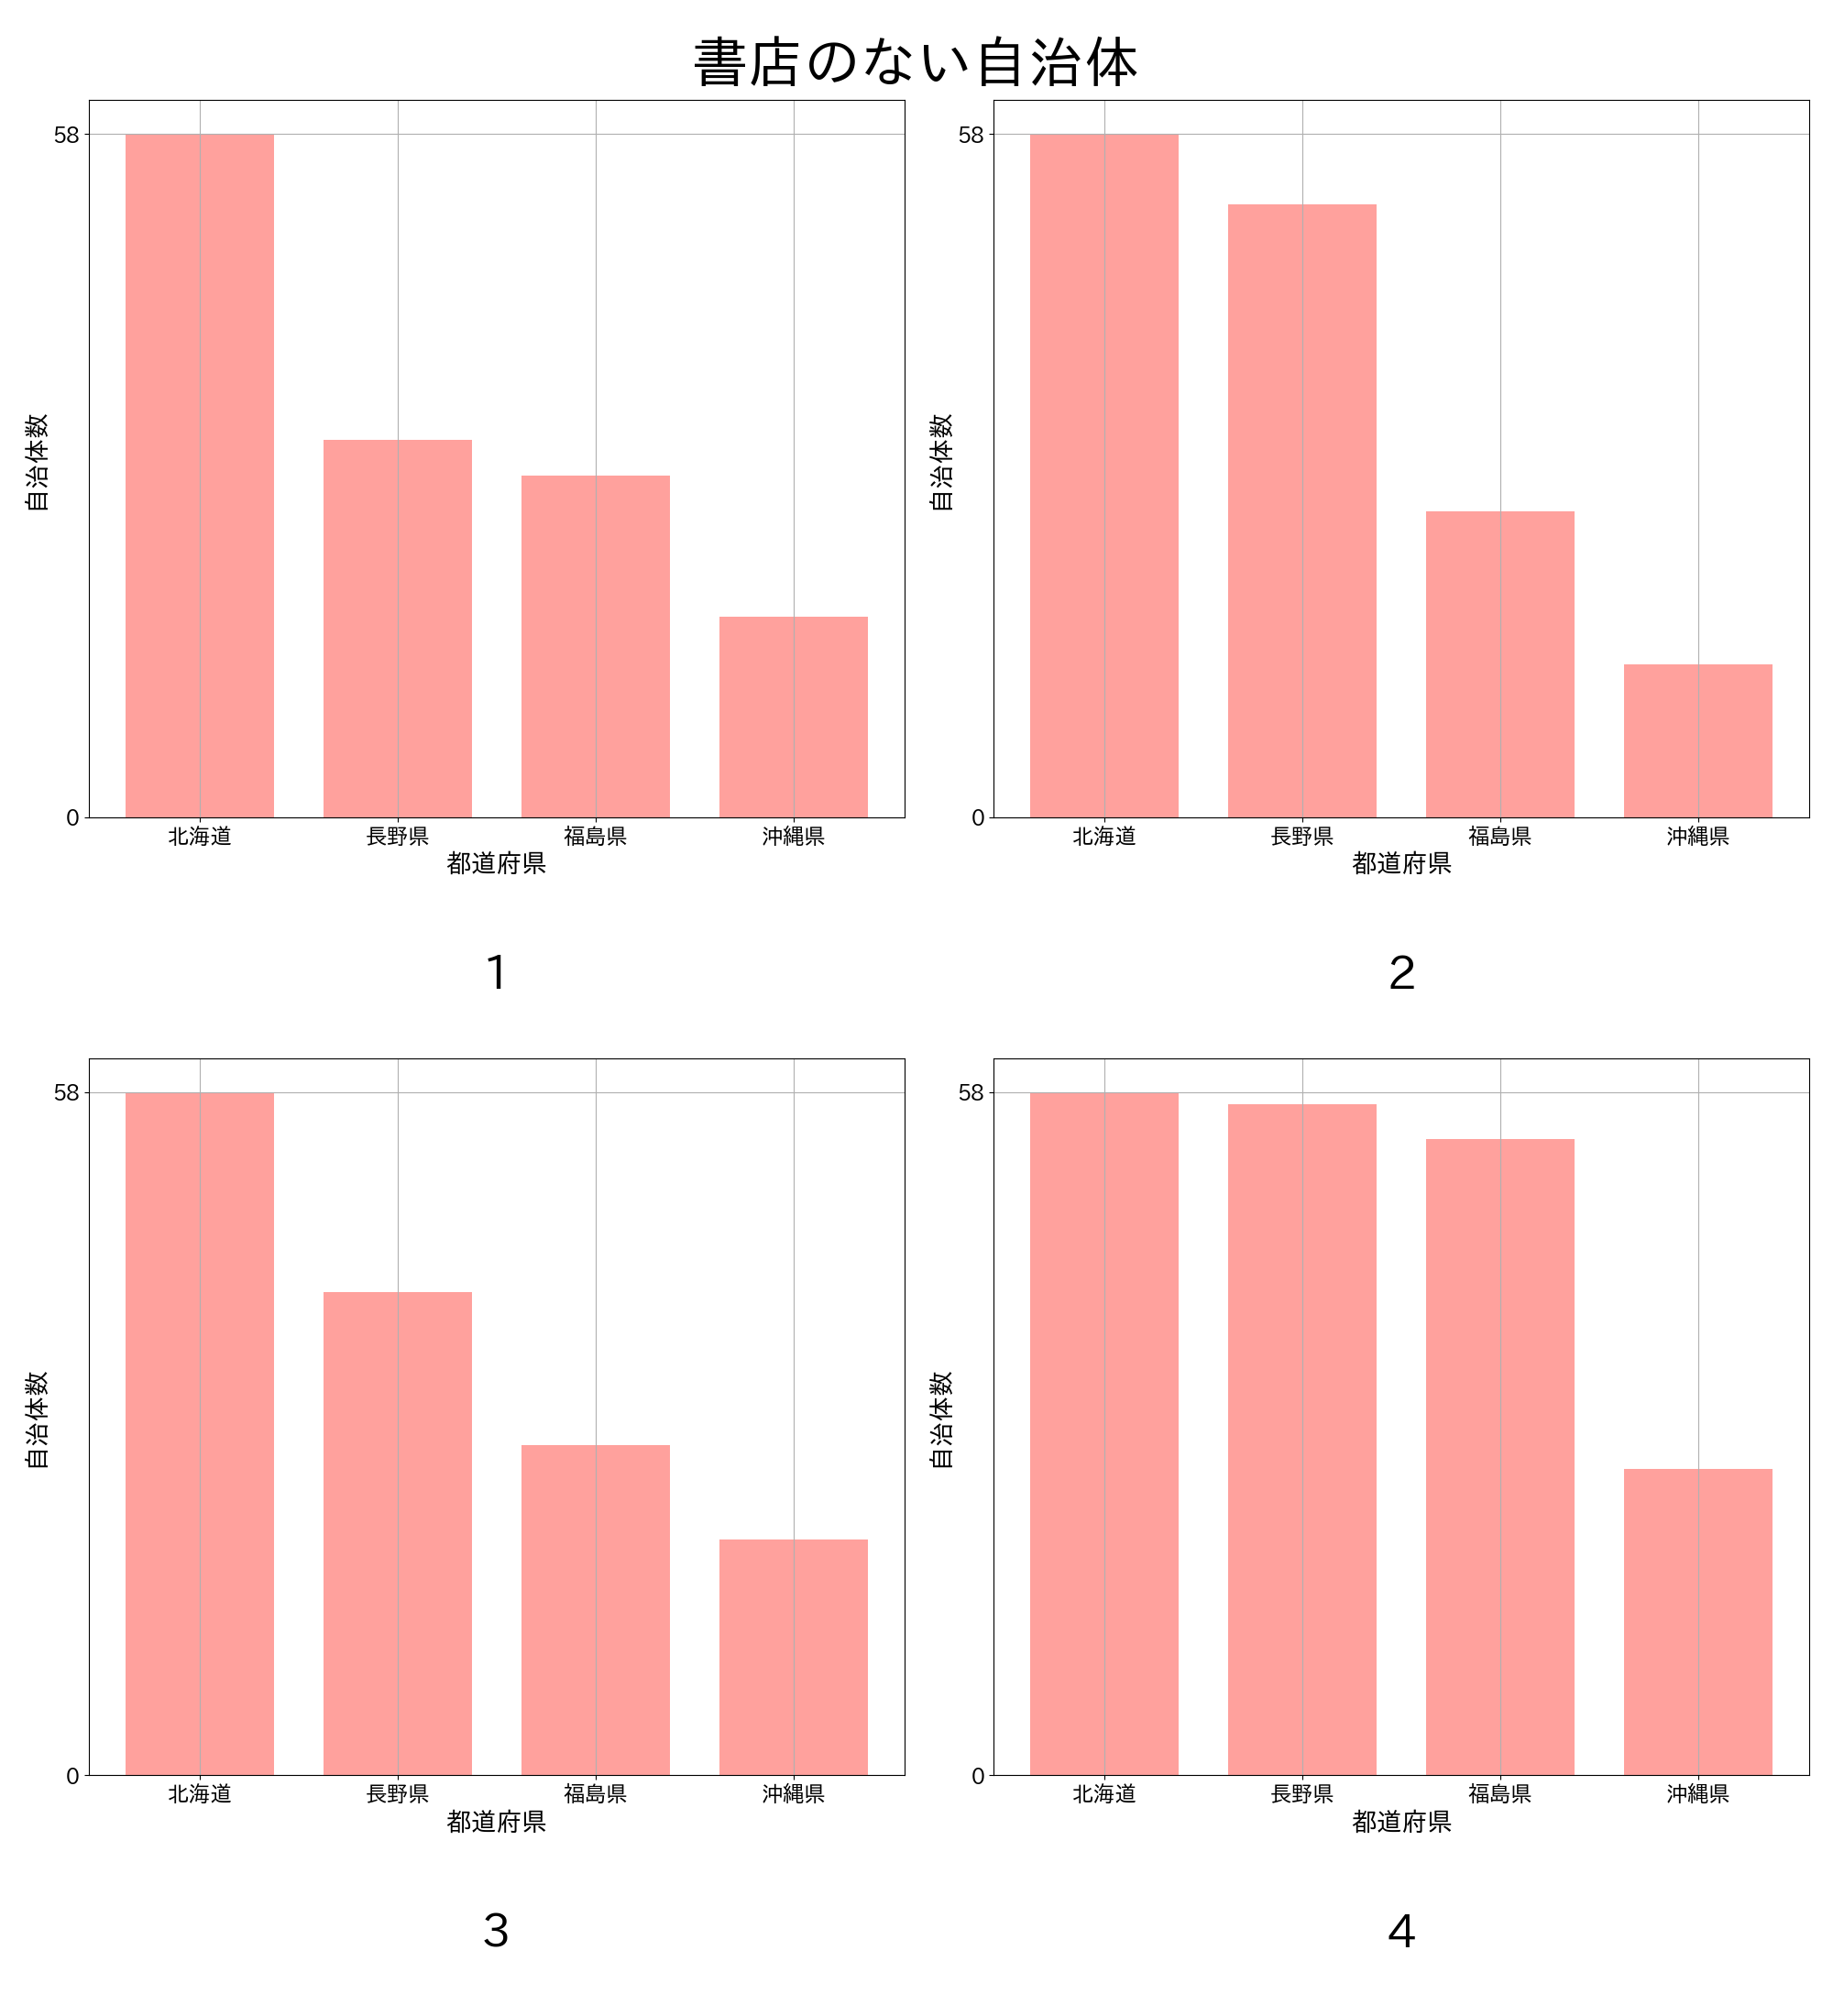 書店のない自治体
58
0
自治体数
北海道 長野県 福島県 沖縄県
都道府県
1
58
0
自治体数
北海道 長野県 福島県 沖縄県
都道府県
2
58
0
自治体数
北海道 長野県 福島県 沖縄県
都道府県
3
58
0
自治体数
北海道 長野県 福島県 沖縄県
都道府県
4